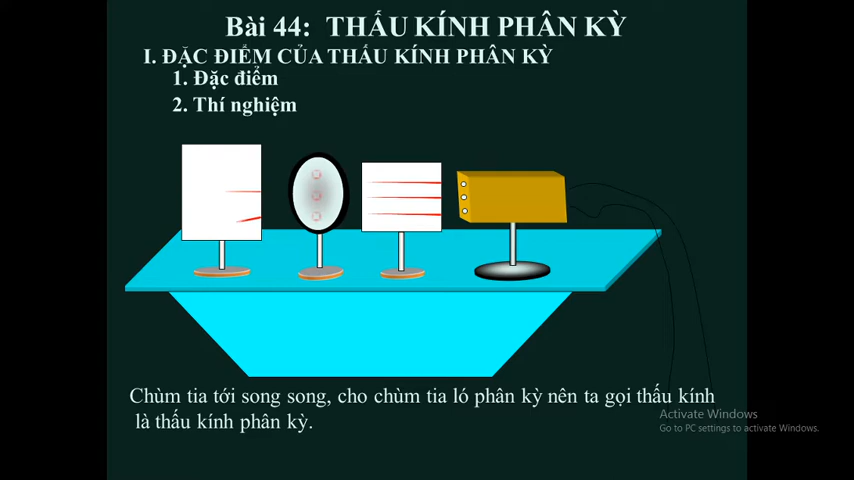 Bài 44: THẤU KÍNH PHÂN KỲ
I. ĐẶC ĐIỂM CỦA THẤU KÍNH PHÂN KỲ
1. Đặc điểm
2. Thí nghiệm
Chùm tia tới song song, cho chùm tia ló phân kỳ nên ta gọi thấu kính
là thấu kính phân kỳ.
Activate Windows
Go to PC settings to activate Windows.